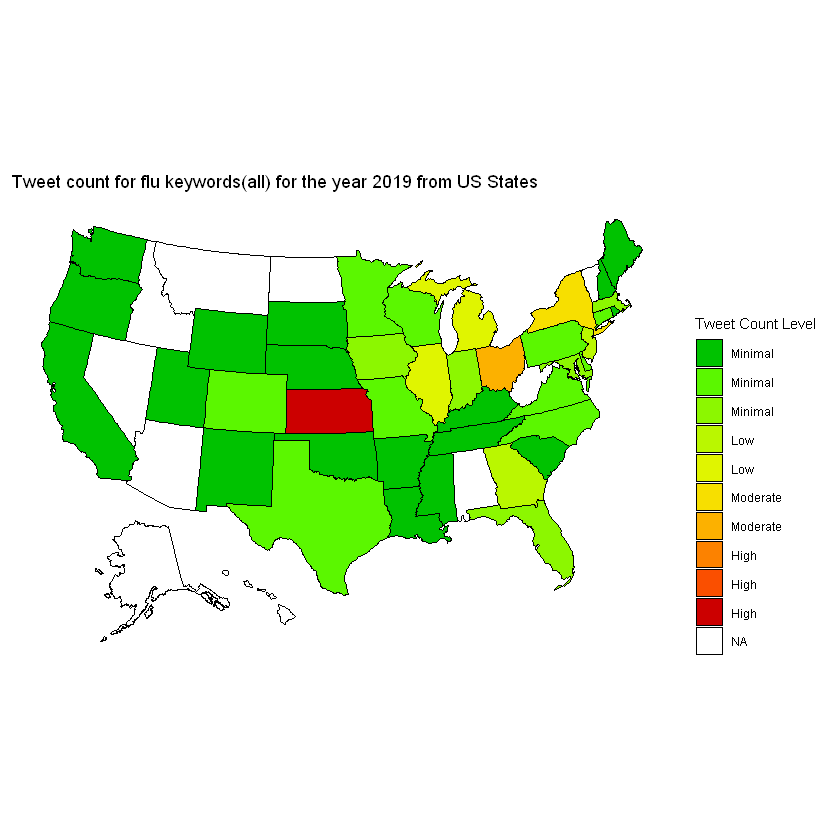 Tweet count for flu keywords(all) for the year 2019 from US States
Tweet Count Level
Minimal
Minimal
Minimal
Low
Low
Moderate
Moderate
High
High
High
NA